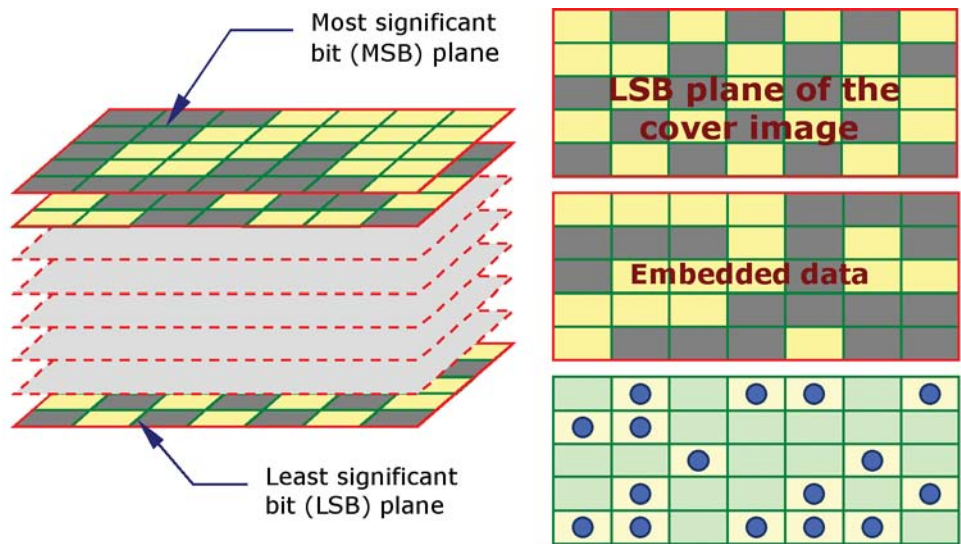 Most significant
bit (MSB) plane
LSB plane of the
cover image
Embedded data
Least significant
bit (LSB) plane